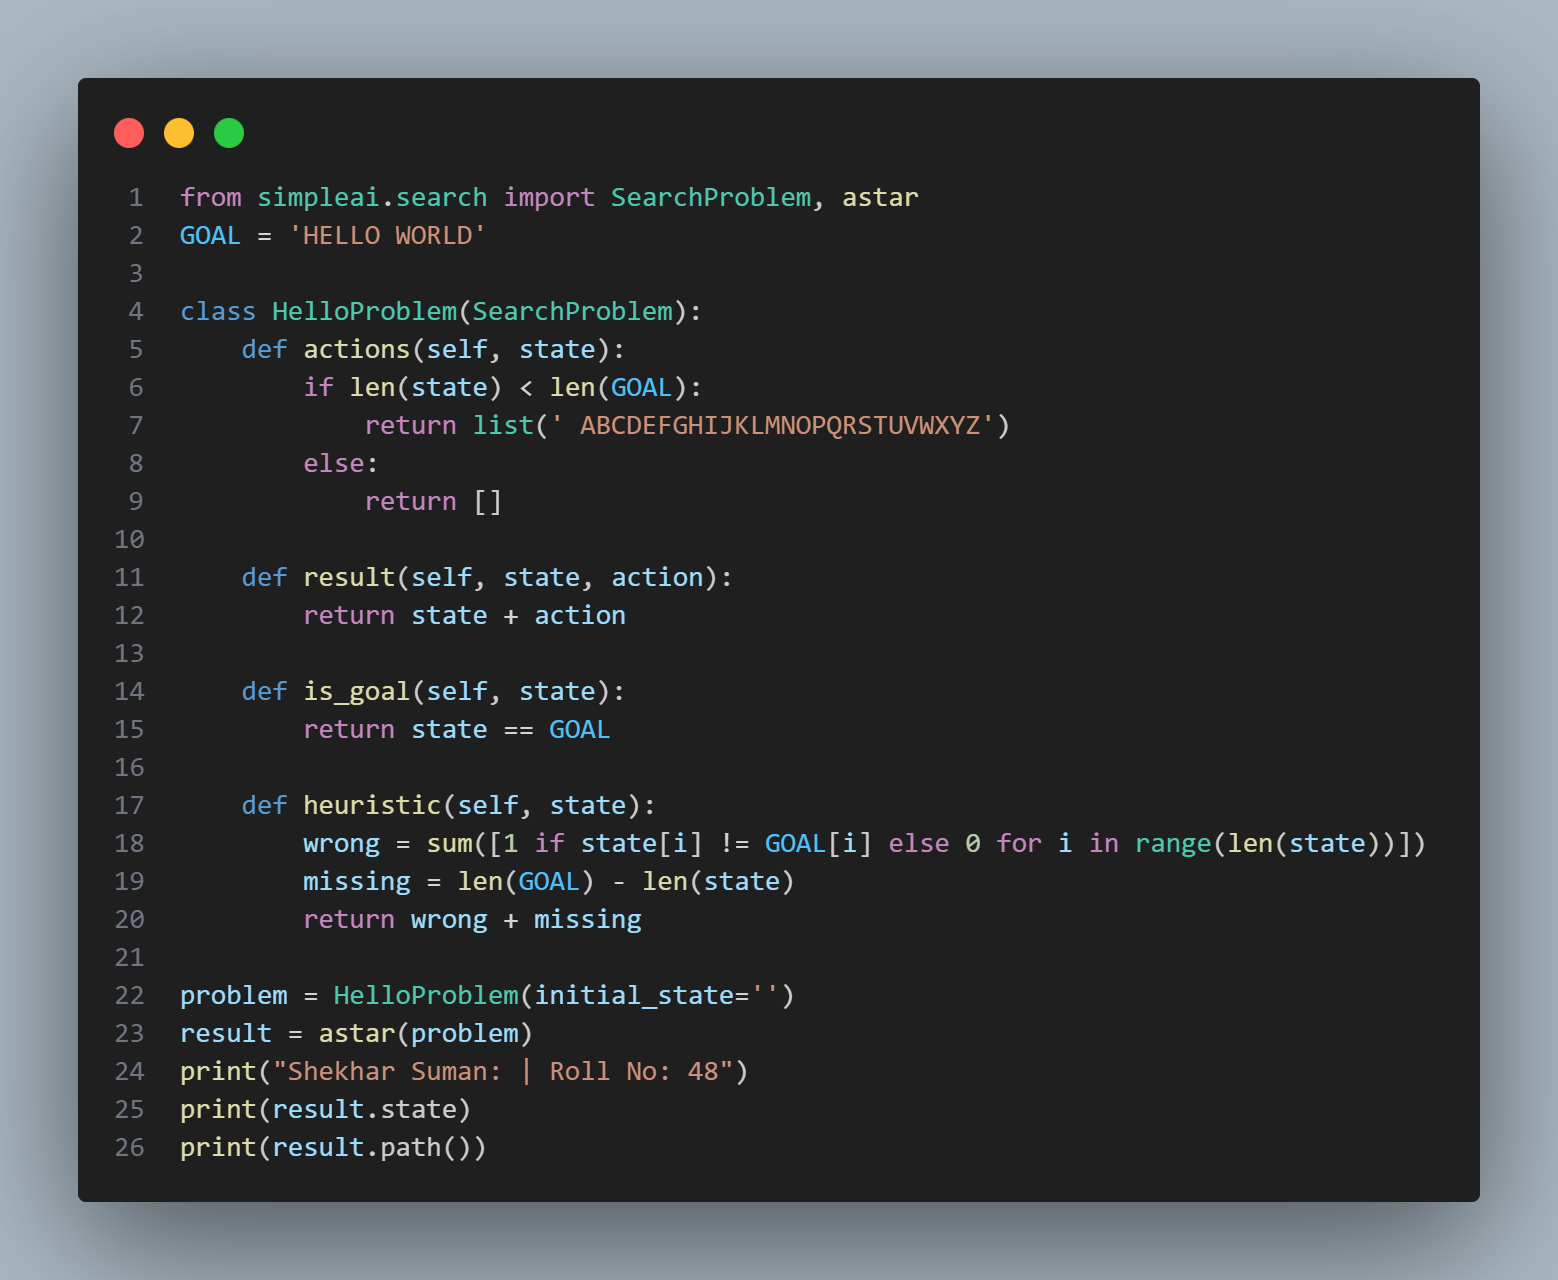 1 from simpleai.search import SearchProblem, astar
2 GOAL = 'HELLO WORLD'
3
4 class HelloProblem(SearchProblem):
5     def actions(self, state):
6         if len(state) < len(GOAL):
7             return list(' ABCDEFGHIJKLMNOPQRSTUVWXYZ')
8         else:
9             return []
10
11     def result(self, state, action):
12         return state + action
13
14     def is_goal(self, state):
15         return state == GOAL
16
17     def heuristic(self, state):
18         wrong = sum([1 if state[i] != GOAL[i] else 0 for i in range(len(state))])
19         missing = len(GOAL) - len(state)
20         return wrong + missing
21
22 problem = HelloProblem(initial_state='')
23 result = astar(problem)
24 print("Shekhar Suman: | Roll No: 48")
25 print(result.state)
26 print(result.path())